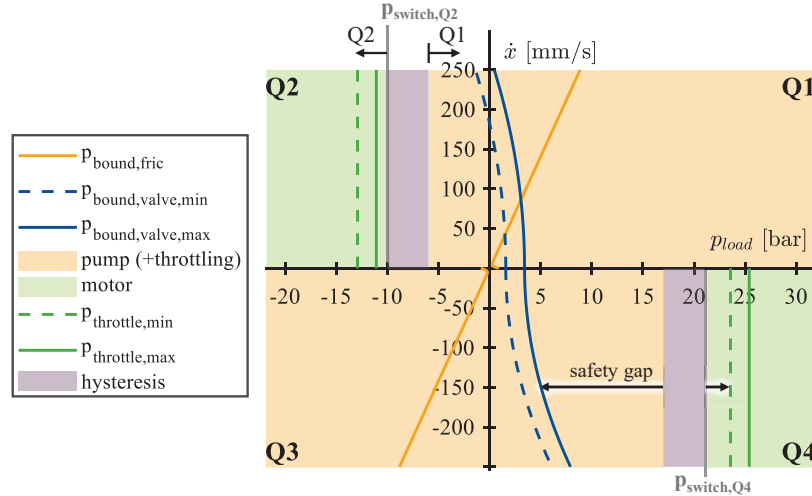 p_switch,Q2
Q2 Q1
ẋ [mm/s]
Q2 250 Q1
200
150
100
50
p_load [bar]
-20 -15 -10 -5 5 10 15 20 25 30
-50
-100
-150
-200
safety gap
Q3 Q4
p_switch,Q4
p_bound,fric
p_bound,valve,min
p_bound,valve,max
pump (+throttling)
motor
p_throttle,min
p_throttle,max
hysteresis